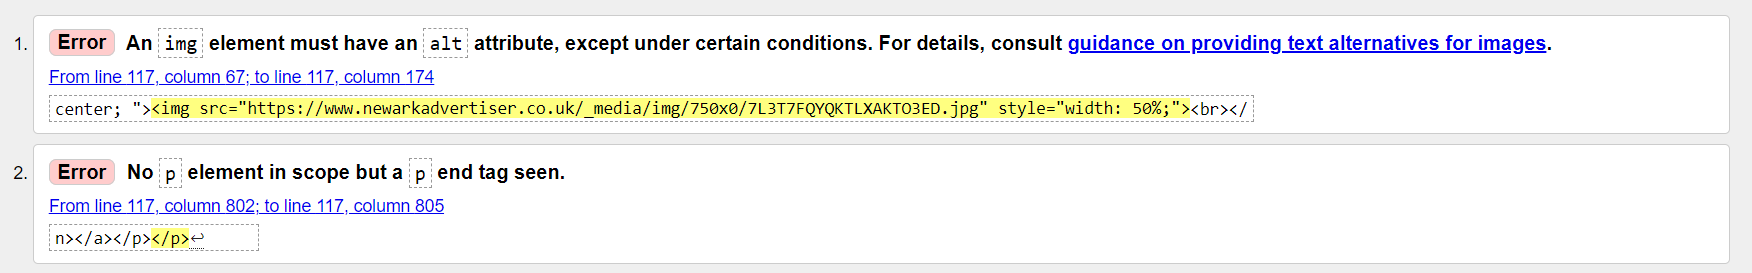 1. Error An img element must have an alt attribute, except under certain conditions. For details, consult guidance on providing text alternatives for images.
From line 117, column 67; to line 117, column 174
center; "><img src="https://www.newarkadvertiser.co.uk/_media/img/750x0/7L3T7FQYQKTLXAKTO3ED.jpg" style="width: 50%;"><br></
2. Error No p element in scope but a p end tag seen.
From line 117, column 802; to line 117, column 805
n></a></p></p>↩